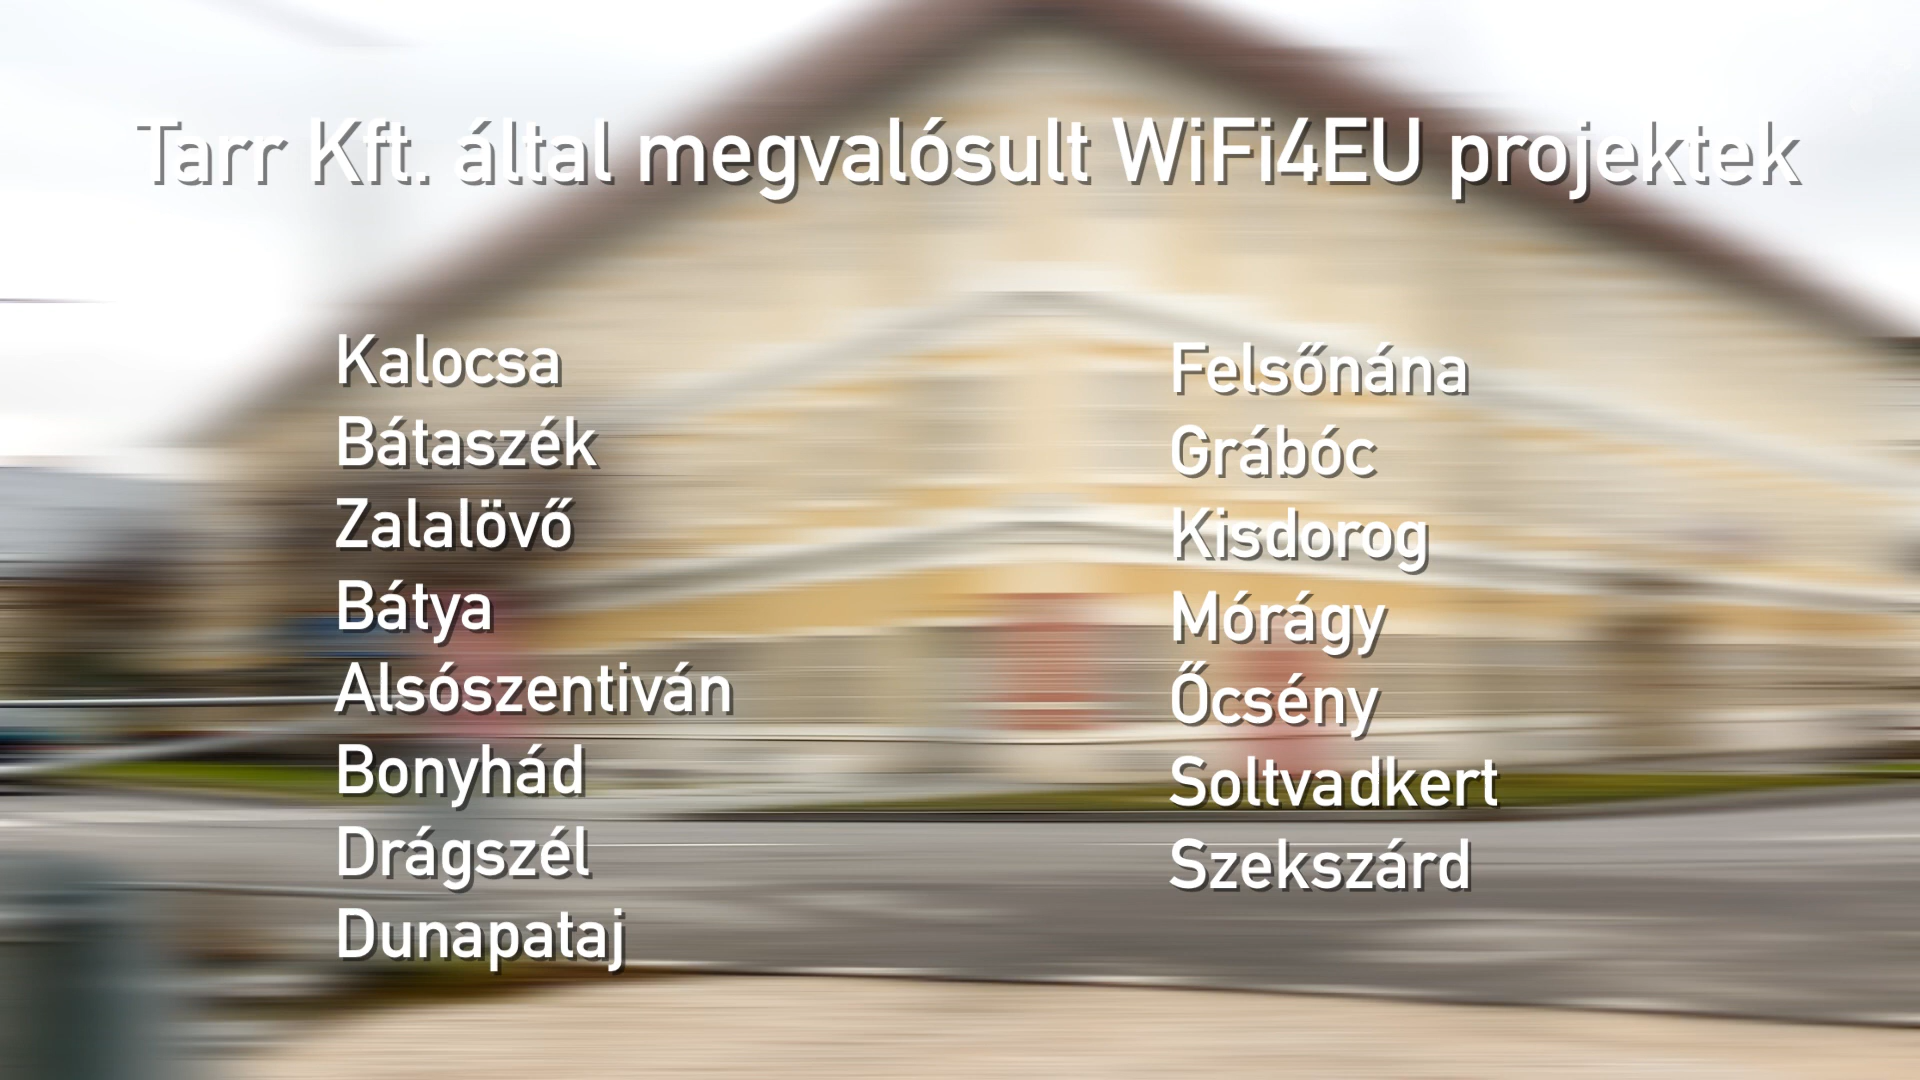 Tarr Kft. által megvalósult WiFi4EU projektek
Kalocsa
Bátaszék
Zalalövő
Bátya
Alsószentiván
Bonyhád
Drágszél
Dunapataj
Felsőnána
Grábóc
Kisdorog
Mórágy
Őcsény
Soltvadkert
Szekszárd